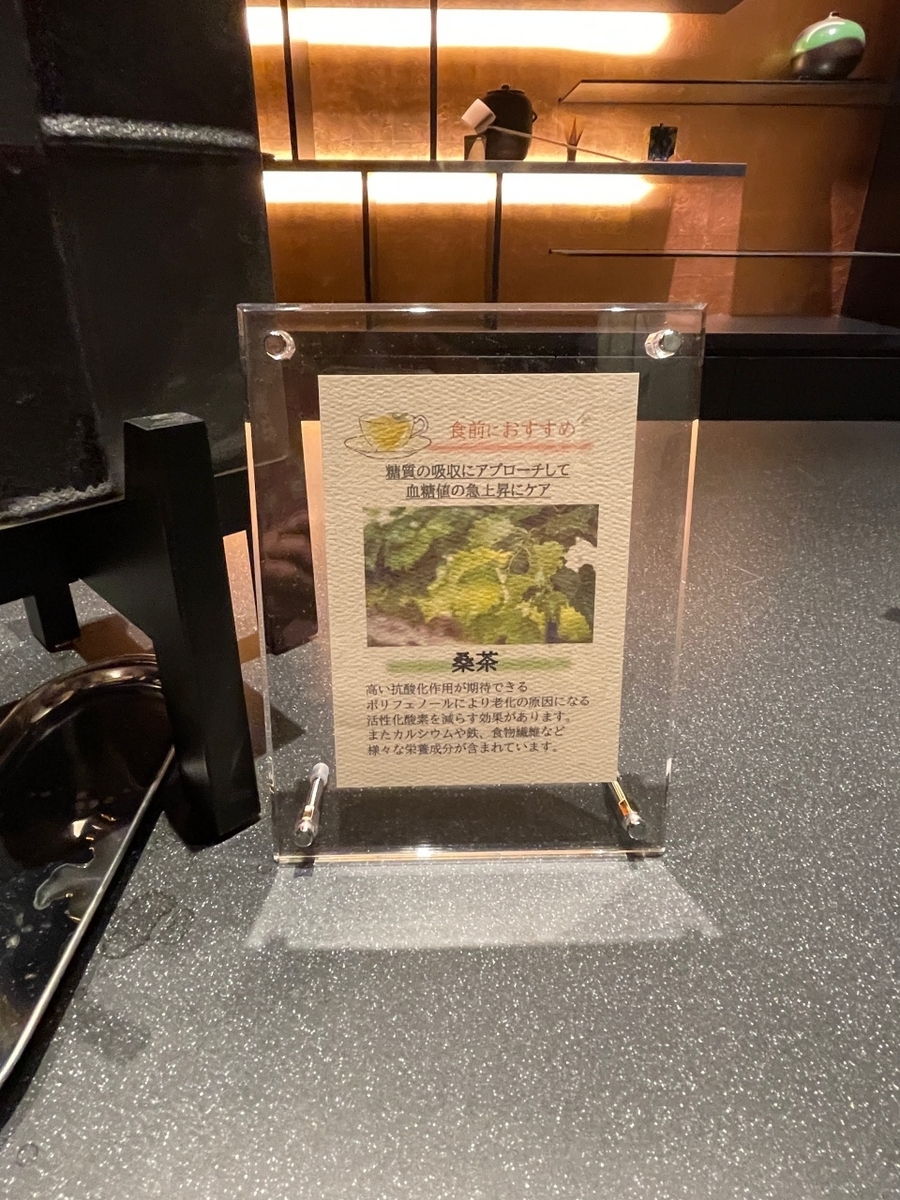 食前におすすめ
糖質の吸収にアプローチして
血糖値の急上昇にケア
桑茶
高い抗酸化作用が期待できる
ポリフェノールにより老化の原因になる
活性化酸素を減らす効果があります。
またカルシウムや鉄、食物繊維など
様々な栄養成分が含まれています。